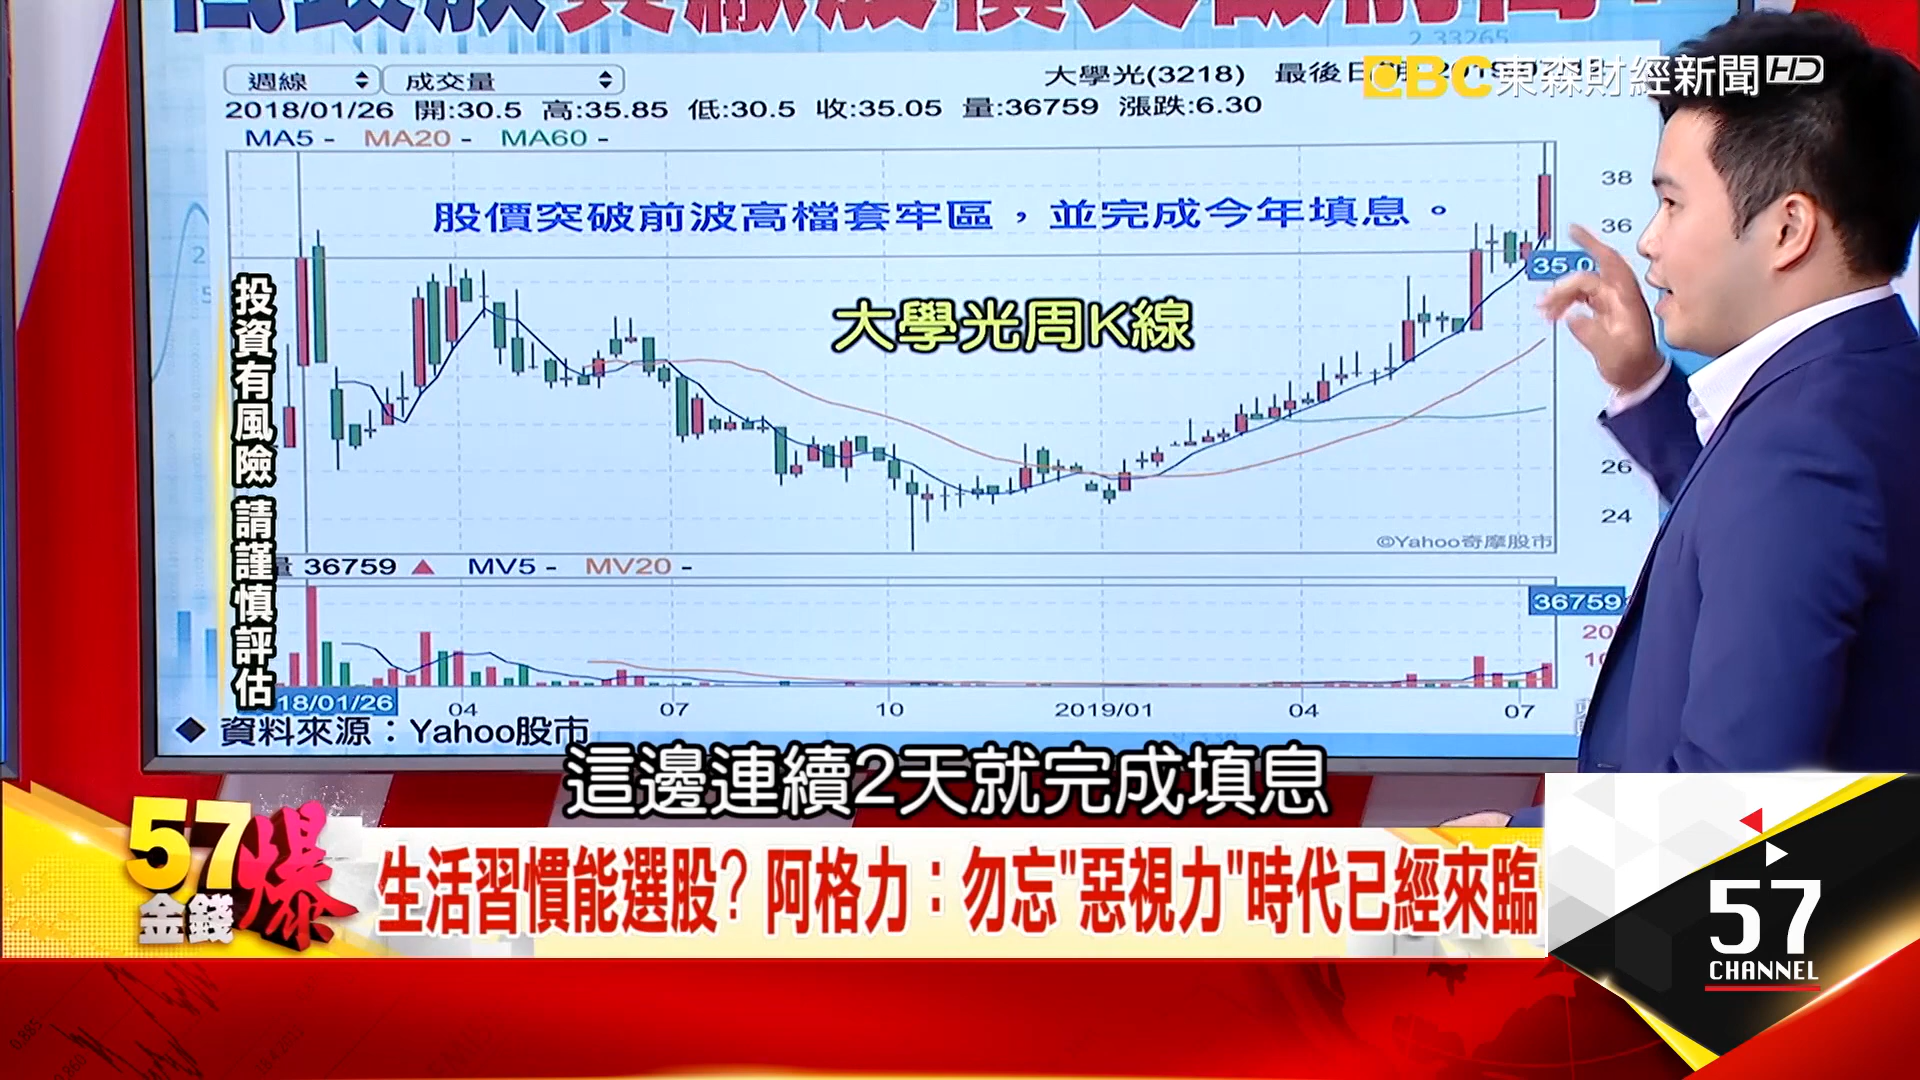 週線 成交量 大學光(3218)
EBC 東森財經新聞 HD
2018/01/26 開:30.5 高:35.85 低:30.5 收:35.05 量:36759 漲跌:6.30
MA5 - MA20 - MA60 -
38
股價突破前波高檔套牢區，並完成今年填息。
36
35.0
大學光周K線
26
24
©Yahoo奇摩股市
量 36759 ▲ MV5 - MV20 -
36759
18/01/26 04 07 10 2019/01 04 07
◆ 資料來源：Yahoo股市
投資有風險 請謹慎評估
這邊連續2天就完成填息
57金錢爆
生活習慣能選股? 阿格力：勿忘"惡視力"時代已經來臨
57
CHANNEL